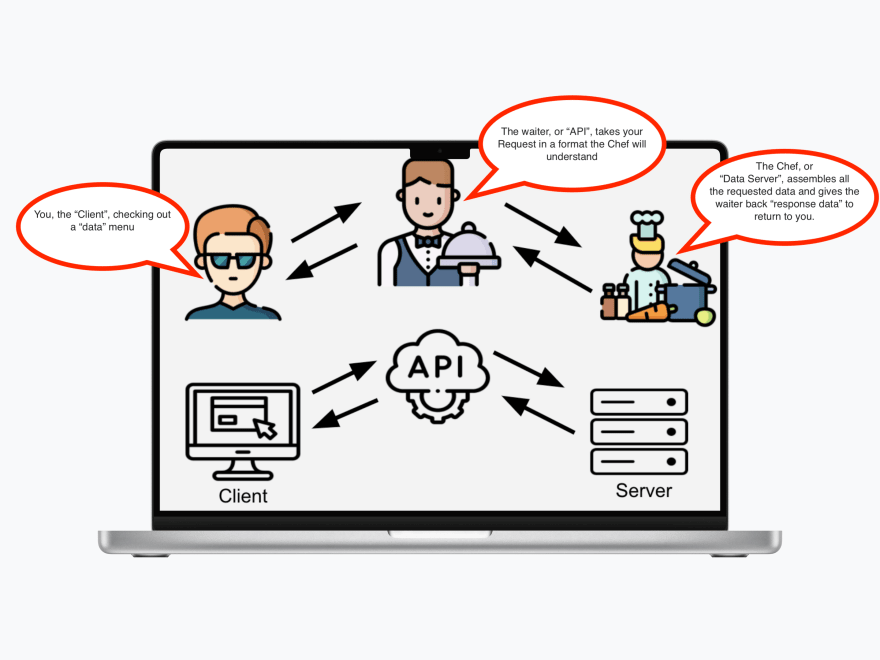 The waiter, or “API”, takes your
Request in a format the Chef will
understand
The Chef, or
“Data Server”, assembles all
the requested data and gives the
waiter back “response data” to
return to you.
You, the “Client”, checking out
a “data” menu
API
Client
Server